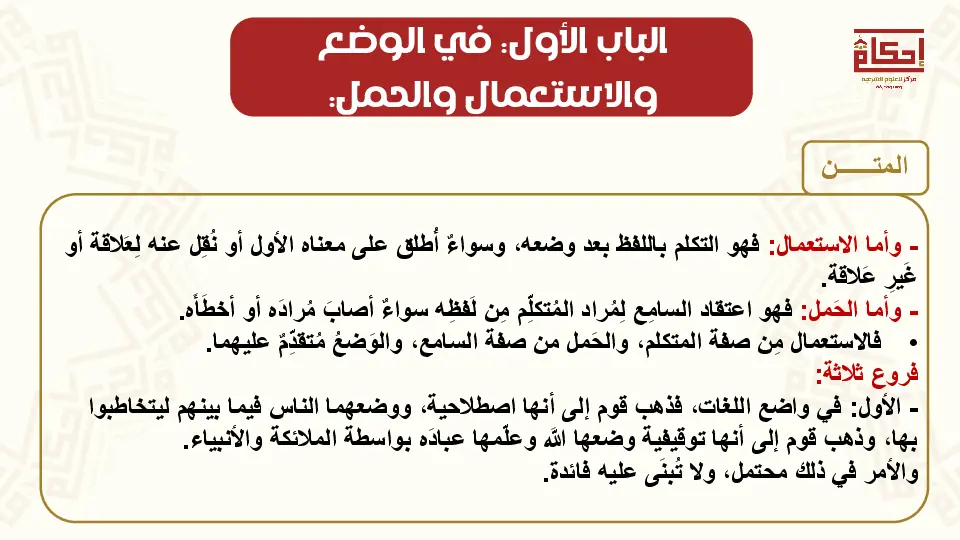 الباب الأول: في الوضع
والاستعمال والحمل:
إحكام
مركز للعلوم الشرعية
المتـــــــن
- وأما الاستعمال: فهو التكلم باللفظ بعد وضعه، وسواءٌ أُطلق على معناه الأول أو نُقِل عنه لِعَلاقة أو
غَيرِ عَلاقة.
- وأما الحَمل: فهو اعتقاد السامِع لِمُراد المُتكلِّم مِن لَفظِه سواءٌ أصابَ مُرادَه أو أخطَأَه.
• فالاستعمال مِن صفة المتكلم، والحَمل من صفة السامع، والوَضعُ مُتقدِّمٌ عليهما.
فروع ثلاثة:
- الأول: في واضع اللغات، فذهب قوم إلى أنها اصطلاحية، ووضعهما الناس فيما بينهم ليتخاطبوا
بها، وذهب قوم إلى أنها توقيفية وضعها الله وعلّمها عبادَه بواسطة الملائكة والأنبياء.
والأمر في ذلك محتمل، ولا تُبنَى عليه فائدة.